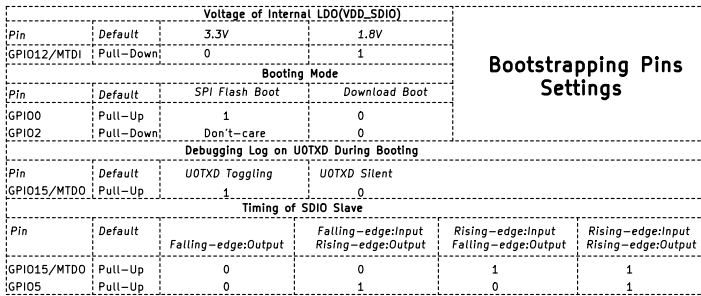 Voltage of Internal LDO(VDD_SDIO)
Pin Default 3.3V 1.8V
GPIO12/MTDI Pull-Down 0 1
Bootstrapping Pins
Settings
Booting Mode
Pin Default SPI Flash Boot Download Boot
GPIO0 Pull-Up 1 0
GPIO2 Pull-Down Don't-care 0
Debugging Log on U0TXD During Booting
Pin Default U0TXD Toggling U0TXD Silent
GPIO15/MTDO Pull-Up 1 0
Timing of SDIO Slave
Pin Default Falling-edge:Input Rising-edge:Input Rising-edge:Input
Falling-edge:Output Rising-edge:Output Falling-edge:Output Rising-edge:Output
GPIO15/MTDO Pull-Up 0 0 1 1
GPIO5 Pull-Up 0 1 0 1